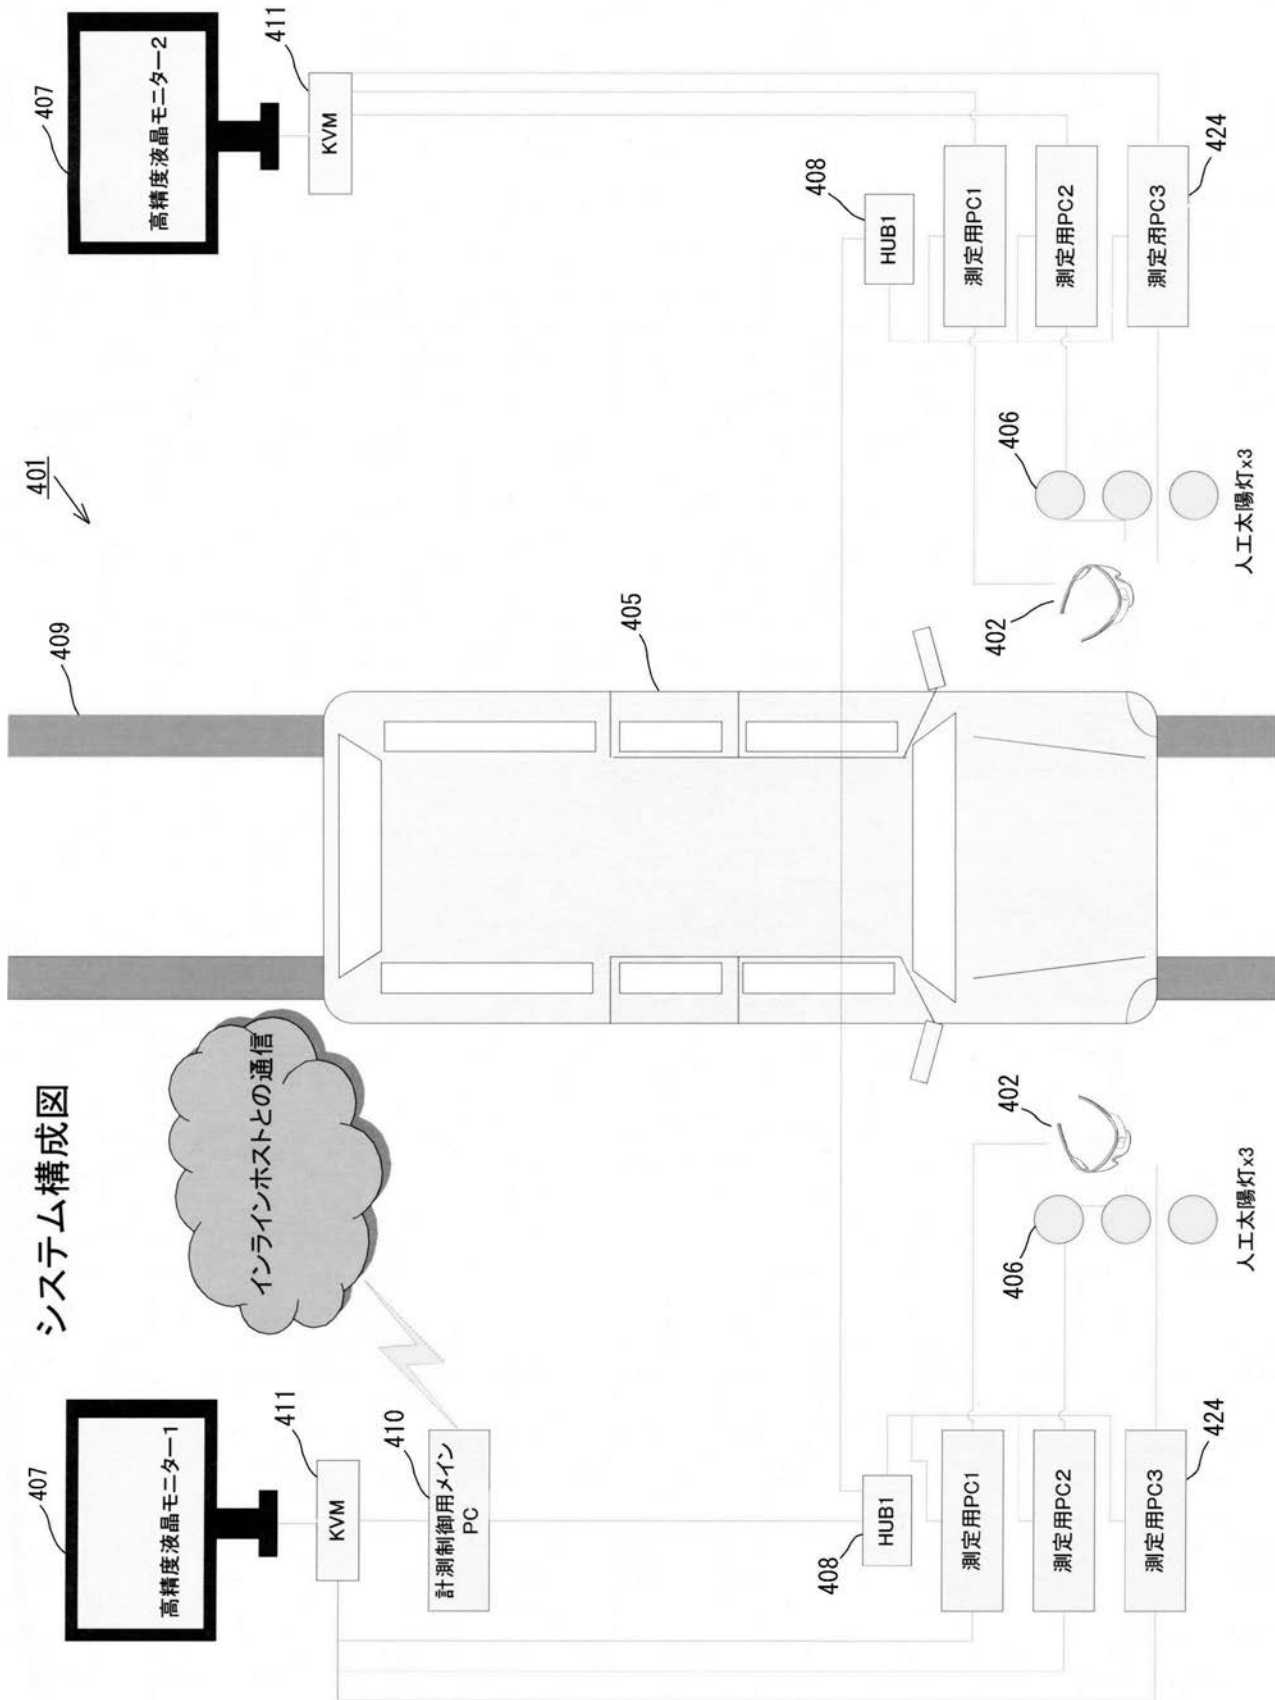 システム構成図
407
高精度液晶モニター1
411
KVM
410
計測制御用メイン
PC
インラインホストとの通信
409
401
407
高精度液晶モニター2
411
KVM
405
408
HUB1
測定用PC1
測定用PC2
測定用PC3
424
402
406
人工太陽灯x3
402
406
人工太陽灯x3
408
HUB1
測定用PC1
測定用PC2
測定用PC3
424